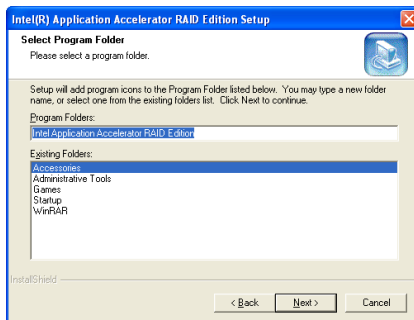 Intel(R) Application Accelerator RAID Edition Setup
Select Program Folder
Please select a program folder.
Setup will add program icons to the Program Folder listed below. You may type a new folder
name, or select one from the existing folders list. Click Next to continue.
Program Folders:
Intel Application Accelerator RAID Edition
Existing Folders:
Accessories
Administrative Tools
Games
Startup
WinRAR
InstallShield
< Back
Next >
Cancel